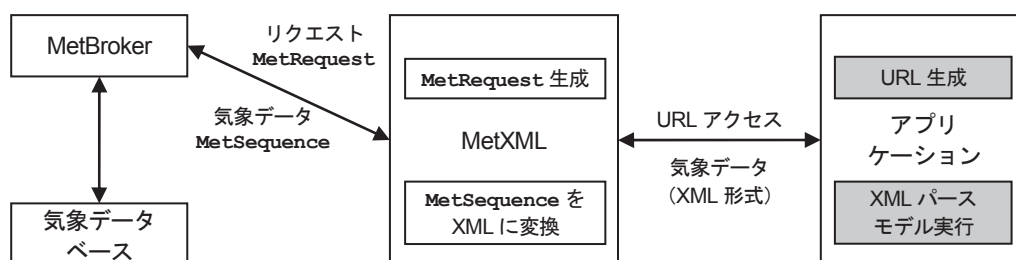 MetBroker
気象データ
ベース
リクエスト
MetRequest
気象データ
MetSequence
MetRequest 生成
MetXML
MetSequence を
XML に変換
URL アクセス
気象データ
(XML 形式)
URL 生成
アプリ
ケーション
XML パース
モデル実行